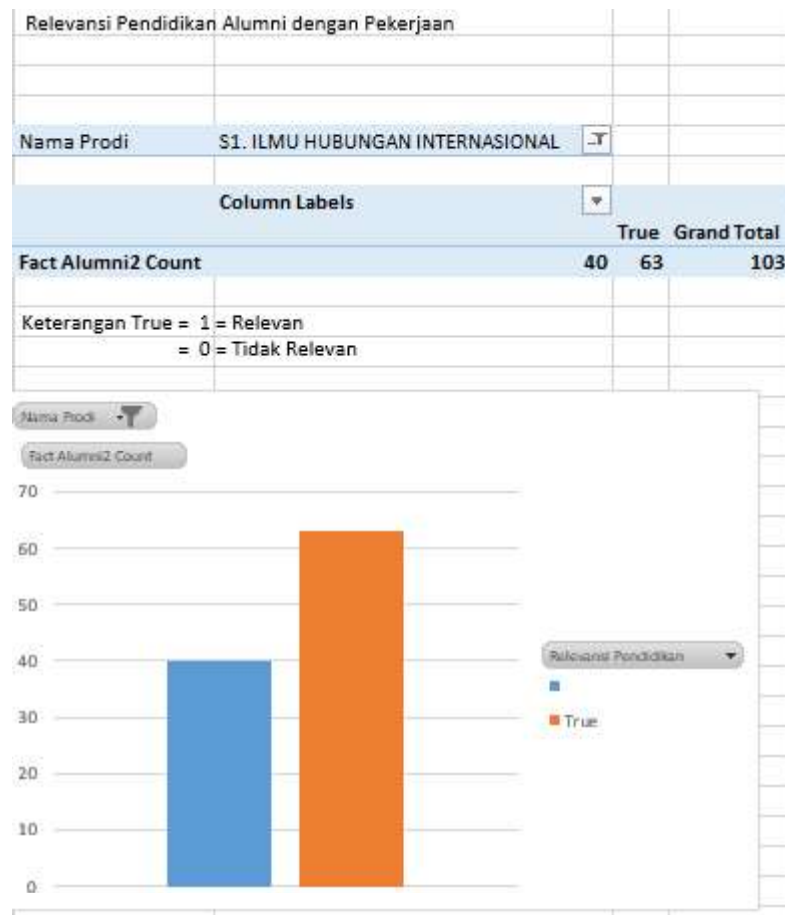 Relevansi Pendidikan Alumni dengan Pekerjaan
Nama Prodi S1. ILMU HUBUNGAN INTERNASIONAL
Column Labels
True Grand Total
Fact Alumni2 Count 40 63 103
Keterangan True = 1 = Relevan
= 0 = Tidak Relevan
Nama Prodi
Fact Alumni2 Count
70
60
50
40
30
20
10
0
Relevansi Pendidikan
True